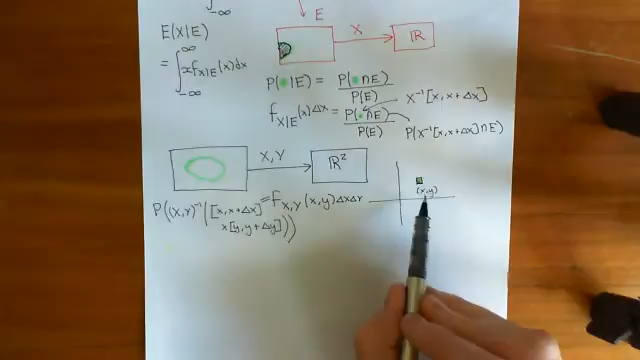 -∞
E
E(X|E)
X
ℝ
= ∫_{-∞}^{∞} x f_{X|E}(x)dx
P(·|E) = P(·∩E) / P(E)
f_{X|E}(x)Δx = P(·∩E) / P(E)
X⁻¹[x, x+Δx]
P(X⁻¹[x, x+Δx]∩E)
X, Y
ℝ²
(x,y)
P((X,Y)⁻¹([x, x+Δx] × [y, y+Δy])) = f_{X,Y}(x,y)ΔxΔy